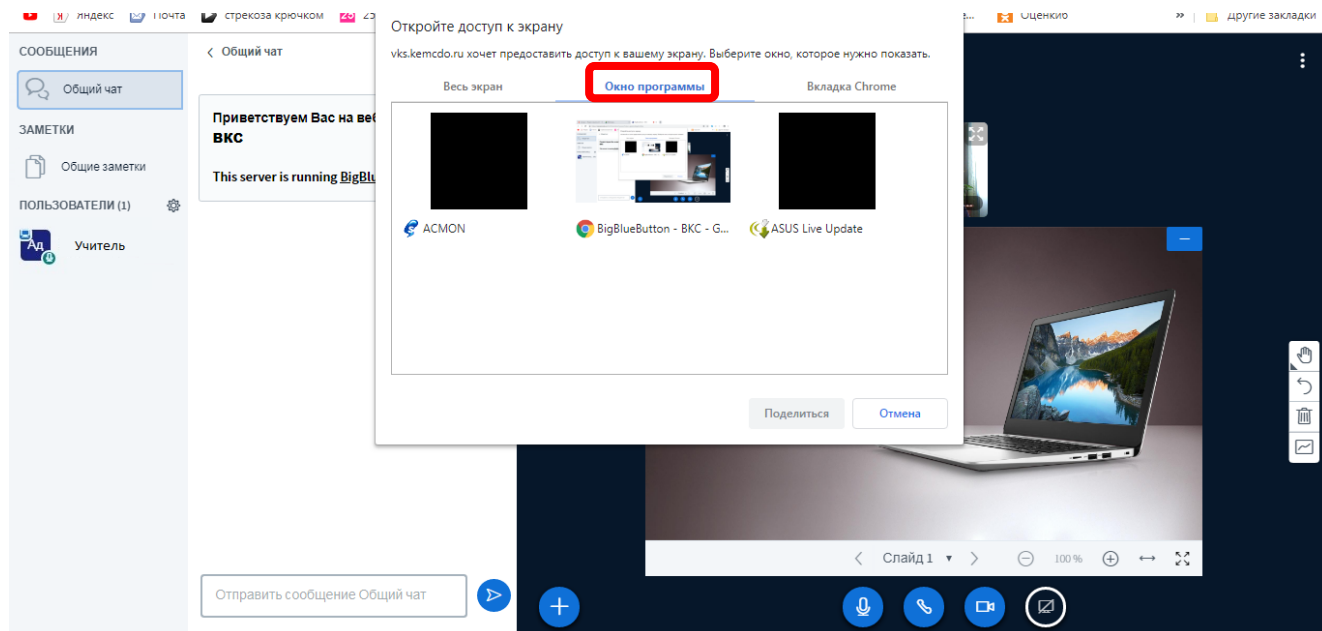 Яндекс
Почта
стрекоза крючком
Оценкио
»
Другие закладки
СООБЩЕНИЯ
Общий чат
ЗАМЕТКИ
Общие заметки
ПОЛЬЗОВАТЕЛИ (1)
Ад
Учитель
Общий чат
Приветствуем Вас на
ВКС
This server is running
Отправить сообщение Общий чат
Откройте доступ к экрану
vks.kemcdo.ru хочет предоставить доступ к вашему экрану. Выберите окно, которое нужно показать.
Весь экран
Окно программы
Вкладка Chrome
ACMON
BigBlueButton - ВКС - G...
ASUS Live Update
Поделиться
Отмена
Слайд 1
100 %